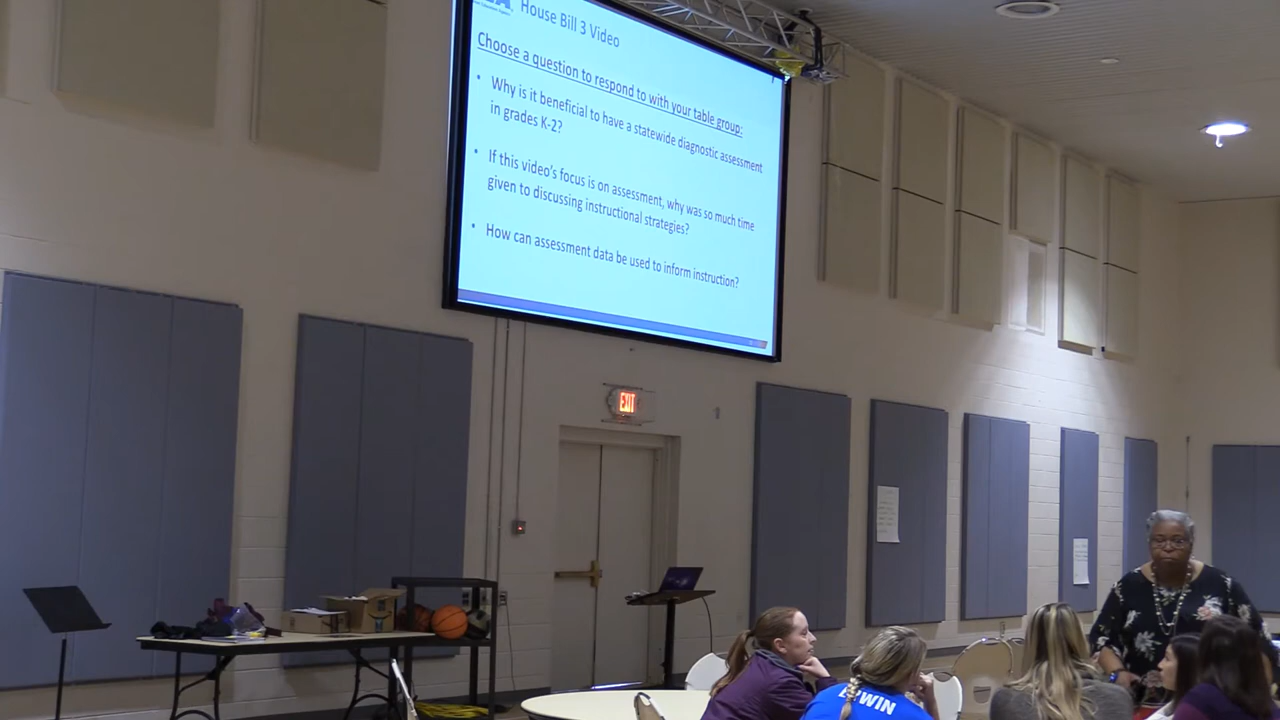 House Bill 3 Video
Choose a question to respond to with your table group:
• Why is it beneficial to have a statewide diagnostic assessment
in grades K-2?
• If this video's focus is on assessment, why was so much time
given to discussing instructional strategies?
• How can assessment data be used to inform instruction?
EXIT